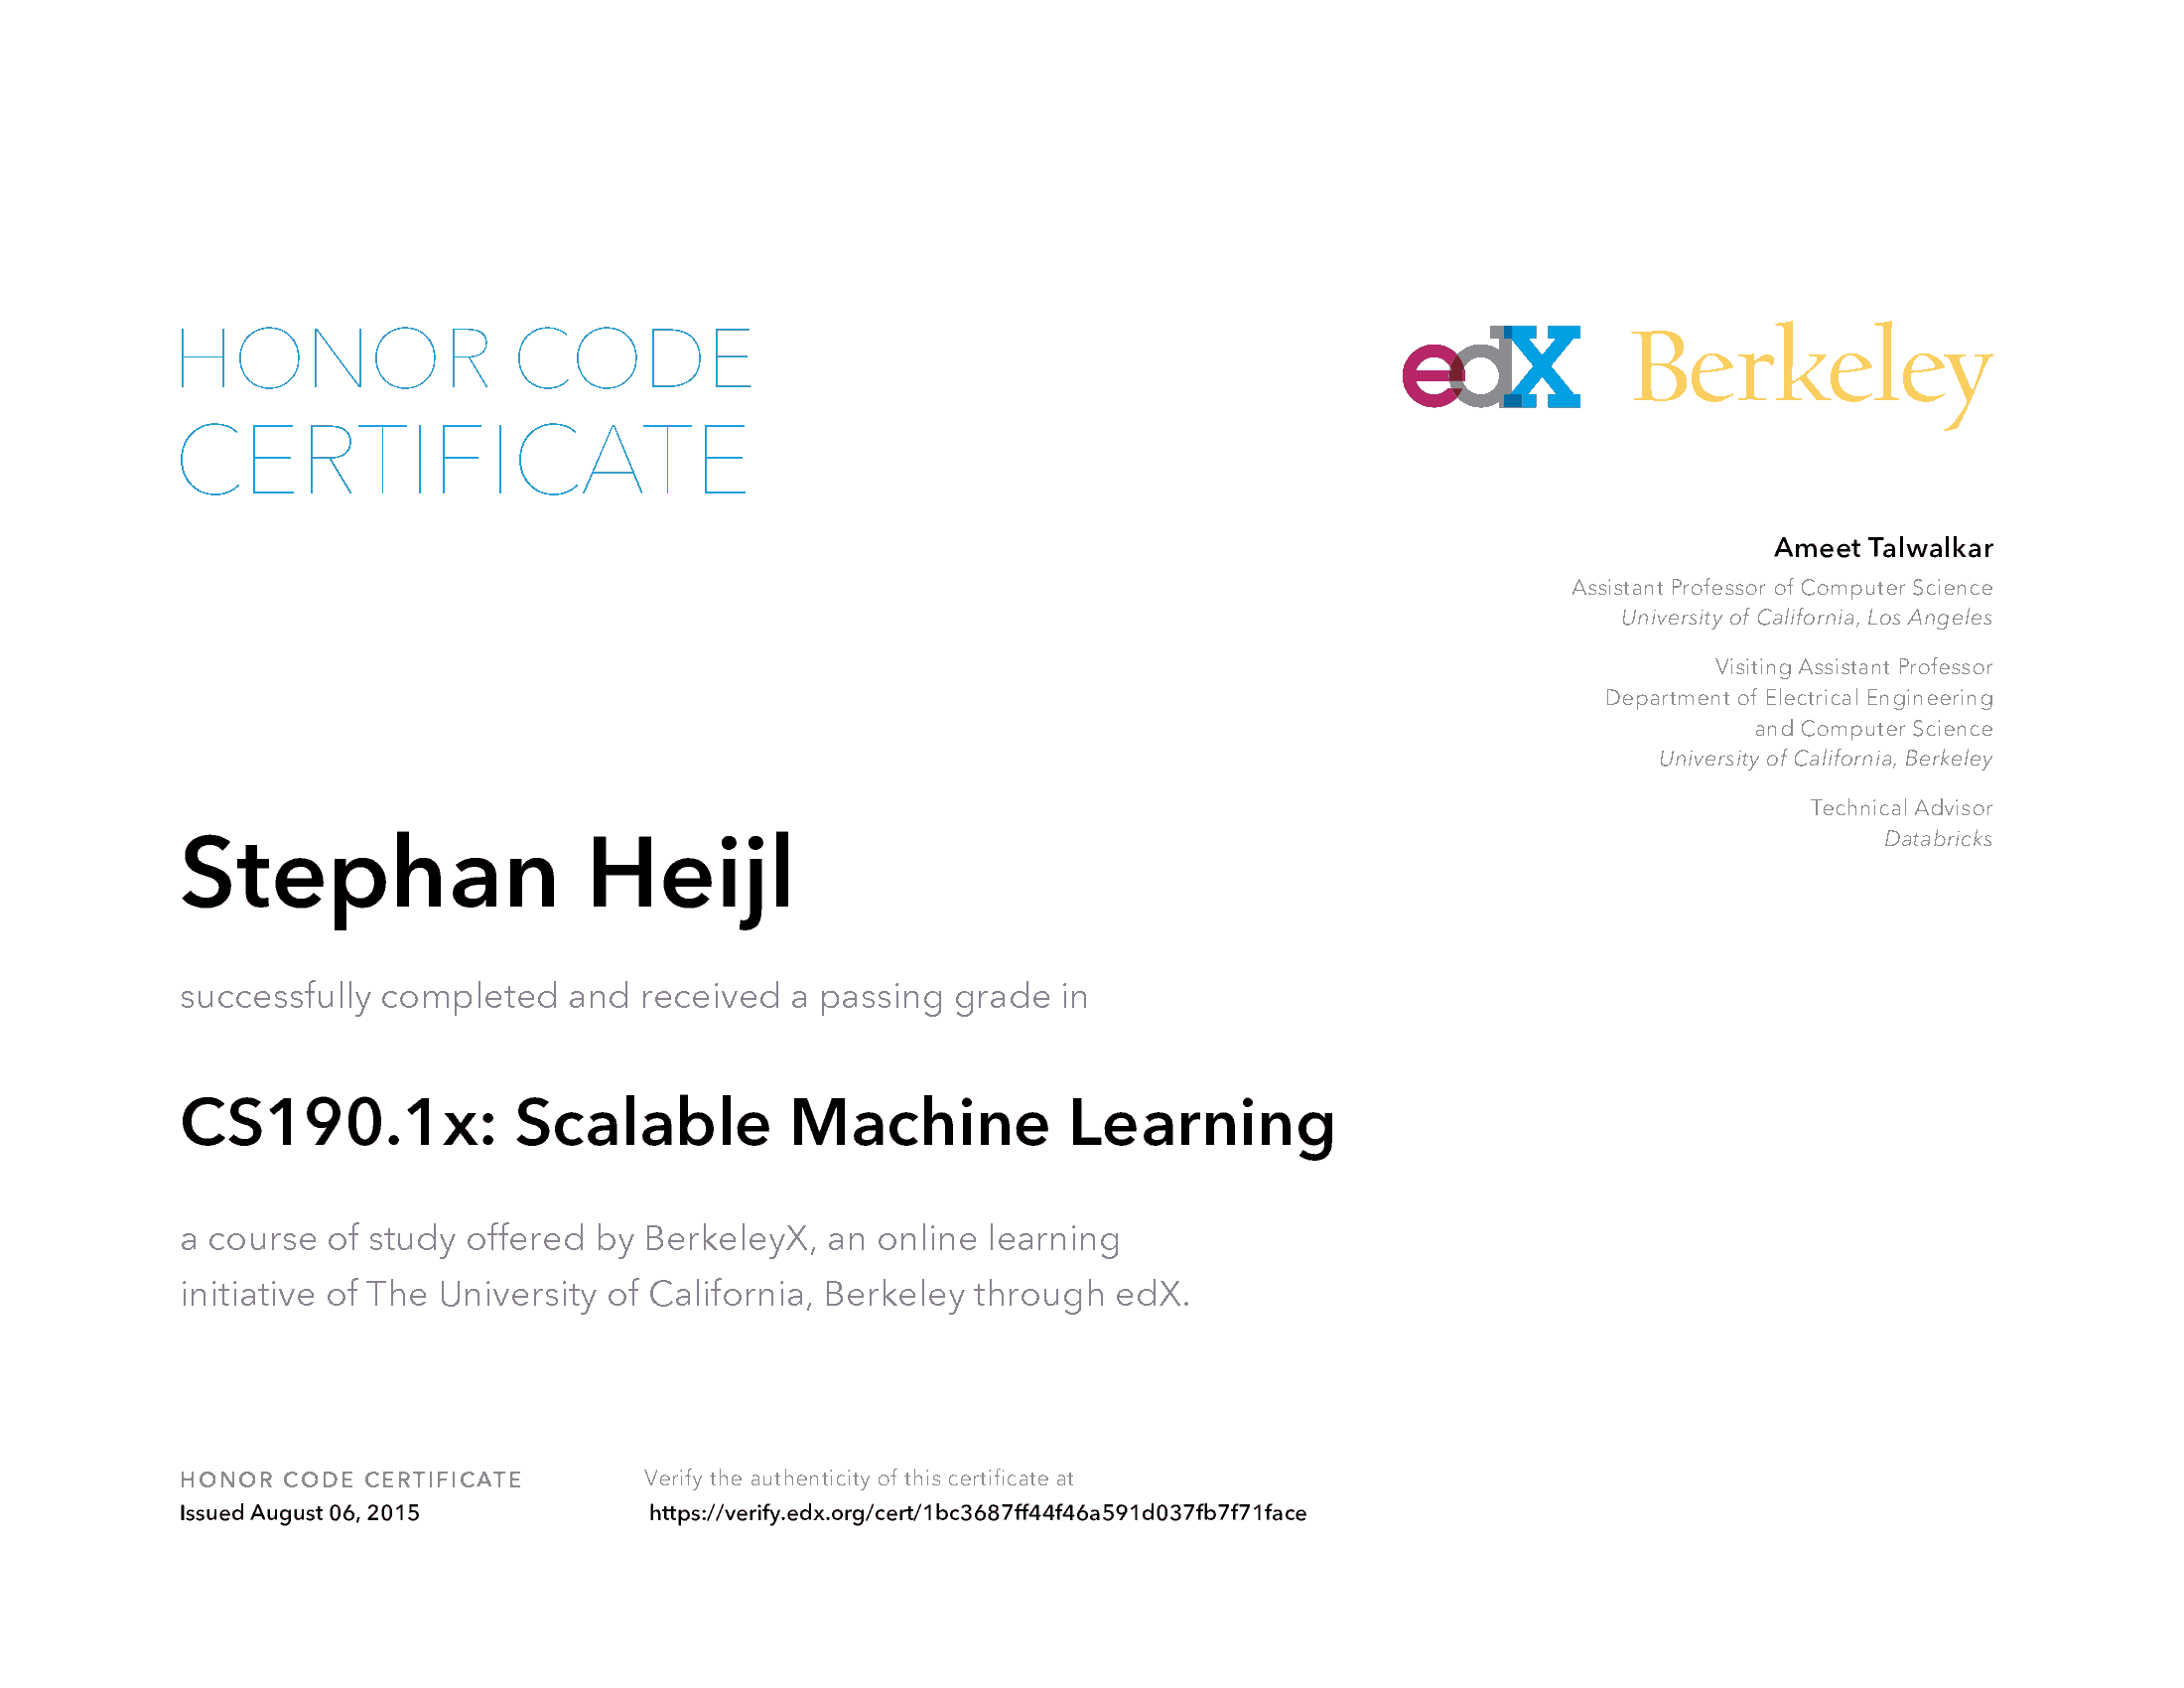 HONOR CODE
CERTIFICATE
edX Berkeley
Ameet Talwalkar
Assistant Professor of Computer Science
University of California, Los Angeles
Visiting Assistant Professor
Department of Electrical Engineering
and Computer Science
University of California, Berkeley
Technical Advisor
Databricks
Stephan Heijl
successfully completed and received a passing grade in
CS190.1x: Scalable Machine Learning
a course of study offered by BerkeleyX, an online learning
initiative of The University of California, Berkeley through edX.
HONOR CODE CERTIFICATE
Issued August 06, 2015
Verify the authenticity of this certificate at
https://verify.edx.org/cert/1bc3687ff44f46a591d037fb7f71face